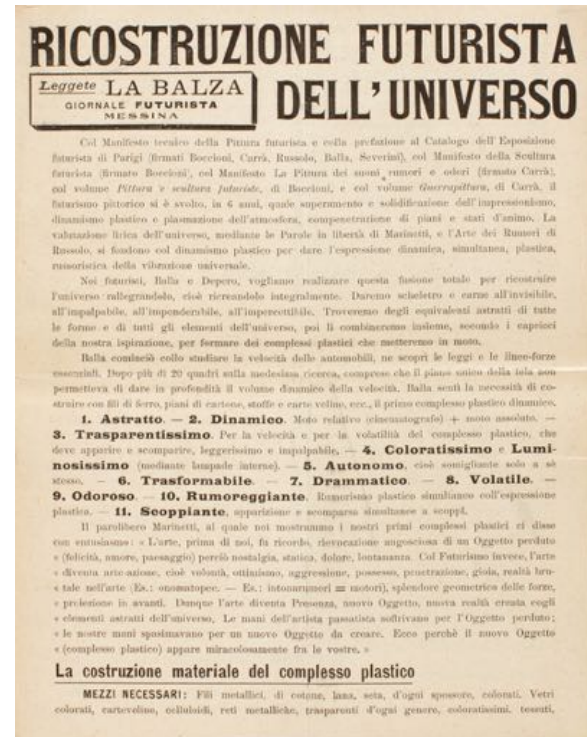 RICOSTRUZIONE FUTURISTA
Leggete LA BALZA
GIORNALE FUTURISTA
MESSINA
DELL'UNIVERSO
Col Manifesto tecnico della Pittura futurista e colla prefazione al Catalogo dell'Esposizione
futurista di Parigi (firmati Boccioni, Carrà, Russolo, Balla, Severini), col Manifesto della Scultura
futurista (firmato Boccioni), col Manifesto La Pittura dei suoni, rumori e odori (firmato Carrà),
col volume Pittura e scultura futuriste, di Boccioni, e col volume Guerrapittura, di Carrà, il
futurismo pittorico si è svolto, in 6 anni, quale superamento e solidificazione dell'impressionismo,
dinamismo plastico e plasmazione dell'atmosfera, compenetrazione di piani e stati d'animo. La
valutazione lirica dell'universo, mediante le Parole in libertà di Marinetti, e l'Arte dei Rumori di
Russolo, si fondono col dinamismo plastico per dare l'espressione dinamica, simultanea, plastica,
rumoristica della vibrazione universale.
Noi futuristi, Balla e Depero, vogliamo realizzare questa fusione totale per ricostruire
l'universo rallegrandolo, cioè ricreandolo integralmente. Daremo scheletro e carne all'invisibile,
all'impalpabile, all'imponderabile, all'impercettibile. Troveremo degli equivalenti astratti di tutte
le forme e di tutti gli elementi dell'universo, poi li combineremo insieme, secondo i capricci
della nostra ispirazione, per formare dei complessi plastici che metteremo in moto.
Balla cominciò collo studiare la velocità delle automobili, ne scoprì le leggi e le linee-forze
essenziali. Dopo più di 20 quadri sulla medesima ricerca, comprese che il piano unico della tela non
permetteva di dare in profondità il volume dinamico della velocità. Balla sentì la necessità di co-
struire con fili di ferro, piani di cartone, stoffe e carte veline, ecc., il primo complesso plastico dinamico.
1. Astratto. — 2. Dinamico. Moto relativo (cinematografo) + moto assoluto. —
3. Trasparentissimo. Per la velocità e per la volatilità del complesso plastico, che
deve apparire e scomparire, leggerissimo e impalpabile. — 4. Coloratissimo e Lumi-
nosissimo (mediante lampade interne). — 5. Autonomo, cioè somigliante solo a sè
stesso. — 6. Trasformabile. — 7. Drammatico. — 8. Volatile. —
9. Odoroso. — 10. Rumoreggiante. Rumorismo plastico simultaneo coll'espressione
plastica. — 11. Scoppiante, apparizione e scomparsa simultanee a scoppi.
Il parolibero Marinetti, al quale noi mostrammo i nostri primi complessi plastici ci disse
con entusiasmo: « L'arte, prima di noi, fu ricordo, rievocazione angosciosa di un Oggetto perduto
« (felicità, amore, paesaggio) perciò nostalgia, statica, dolore, lontananza. Col Futurismo invece, l'arte
« diventa arte-azione, cioè volontà, ottimismo, aggressione, possesso, penetrazione, gioia, realtà bru-
« tale nell'arte (Es.: onomatopee. — Es.: intonarumori = motori), splendore geometrico delle forze,
« proiezione in avanti. Dunque l'arte diventa Presenza, nuovo Oggetto, nuova realtà creata cogli
« elementi astratti dell'universo. Le mani dell'artista passatista soffrivano per l'Oggetto perduto;
« le nostre mani spasimavano per un nuovo Oggetto da creare. Ecco perchè il nuovo Oggetto
« (complesso plastico) appare miracolosamente fra le vostre. »
La costruzione materiale del complesso plastico
MEZZI NECESSARI: Fili metallici, di cotone, lana, seta, d'ogni spessore, colorati. Vetri
colorati, carteveline, celluloidi, reti metalliche, trasparenti d'ogni genere, coloratissimi, tessuti,